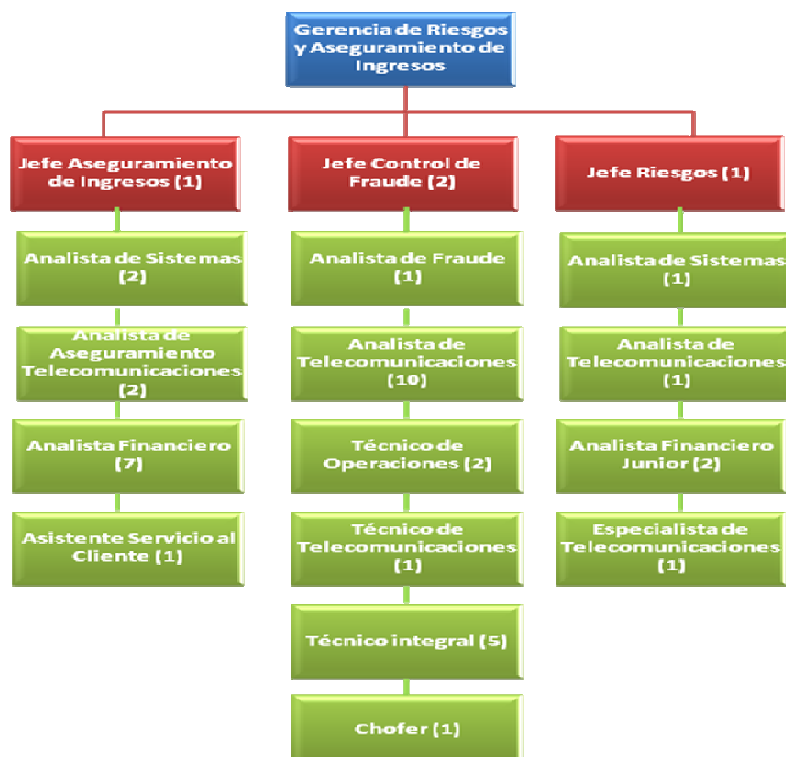 Gerencia de Riesgos
y Aseguramiento de
Ingresos
Jefe Aseguramiento
de Ingresos (1)
Analista de Sistemas
(2)
Analista de
Aseguramiento
Telecomunicaciones
(2)
Analista Financiero
(7)
Asistente Servicio al
Cliente (1)
Jefe Control de
Fraude (2)
Analista de Fraude
(1)
Analista de
Telecomunicaciones
(10)
Técnico de
Operaciones (2)
Técnico de
Telecomunicaciones
(1)
Técnico integral (5)
Chofer (1)
Jefe Riesgos (1)
Analista de Sistemas
(1)
Analista de
Telecomunicaciones
(1)
Analista Financiero
Junior (2)
Especialista de
Telecomunicaciones
(1)